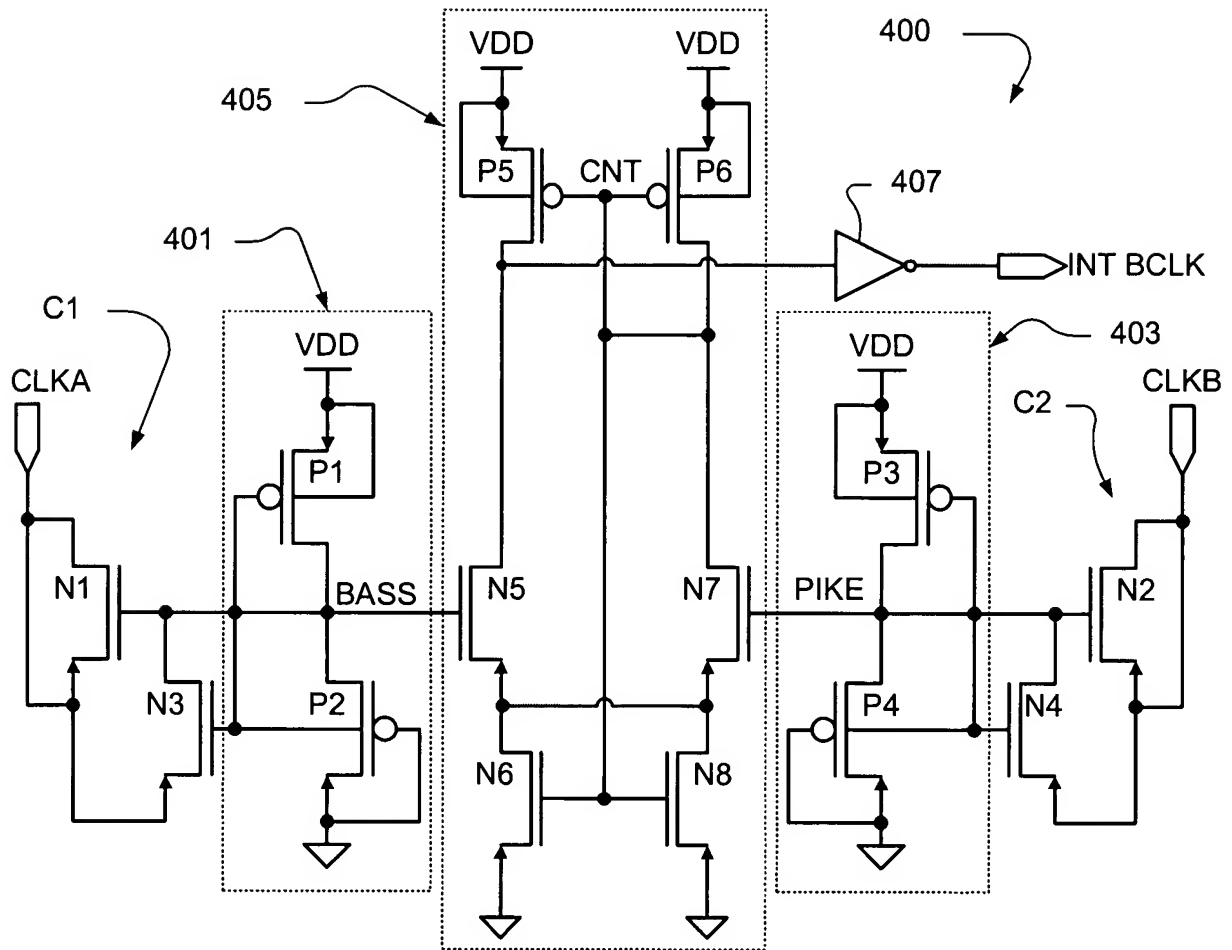 400
VDD
VDD
405
P5
CNT
P6
407
401
INT BCLK
C1
403
VDD
VDD
CLKA
CLKB
C2
P1
P3
N1
BASS
N5
N7
PIKE
N2
N3
P2
P4
N4
N6
N8